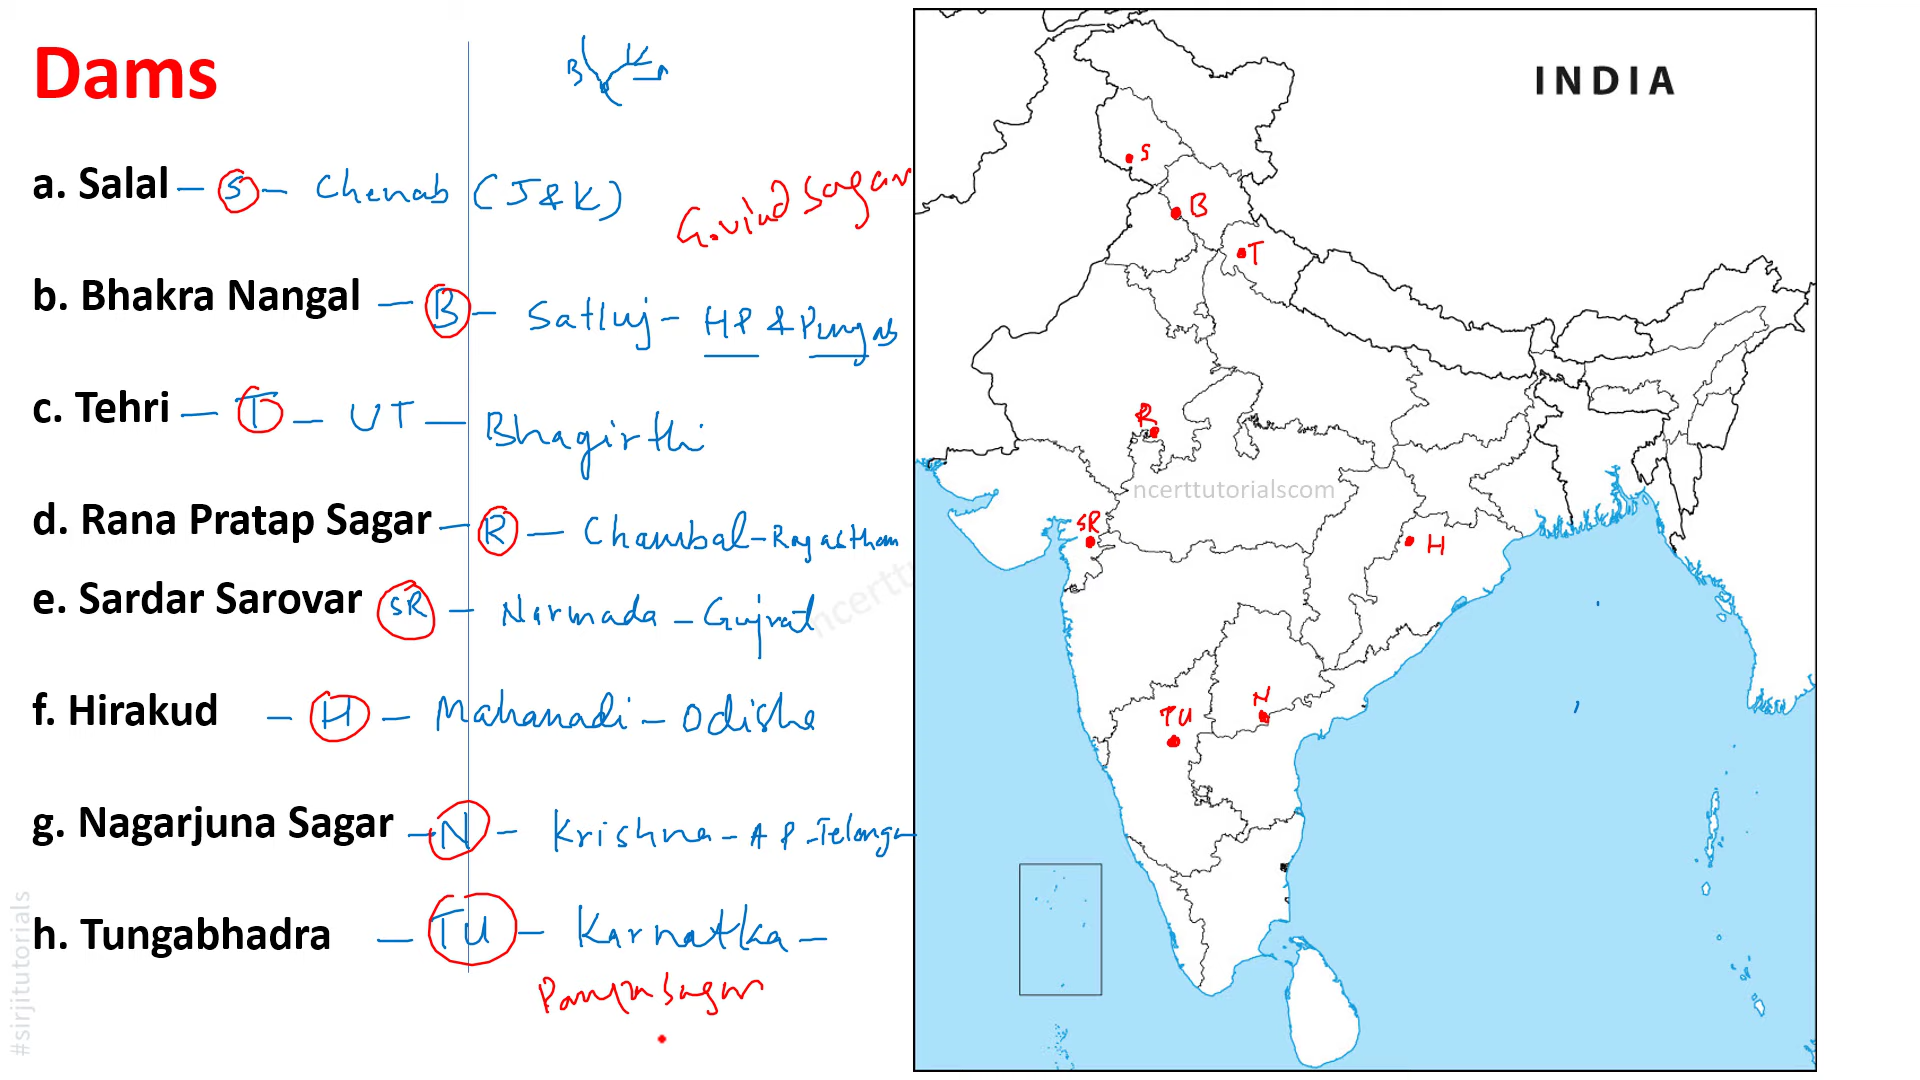 Dams
B
INDIA
a. Salal – S – Chenab (J&K)
Govind Sagar
b. Bhakra Nangal – B – Satluj – HP & Punjab
c. Tehri – T – UT – Bhagirthi
d. Rana Pratap Sagar – R – Chambal – Rajasthan
e. Sardar Sarovar SR – Narmada – Gujrat
f. Hirakud – H – Mahanadi – Odisha
g. Nagarjuna Sagar – N – Krishna – AP – Telanga
h. Tungabhadra – TU – Karnatka –
Pampa Sagar
S
B
T
R
ncerttutorialscom
SR
H
N
TU
ncerttu
#sirjitutorials